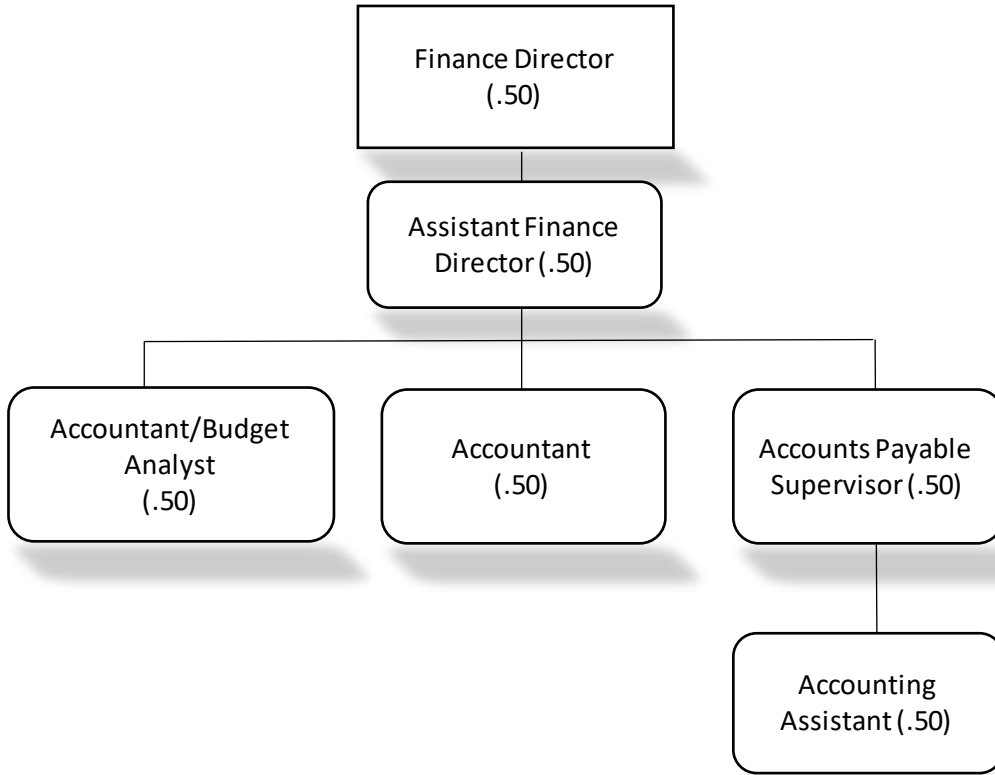 Finance Director
(.50)
Assistant Finance
Director (.50)
Accountant/Budget
Analyst
(.50)
Accountant
(.50)
Accounts Payable
Supervisor (.50)
Accounting
Assistant (.50)